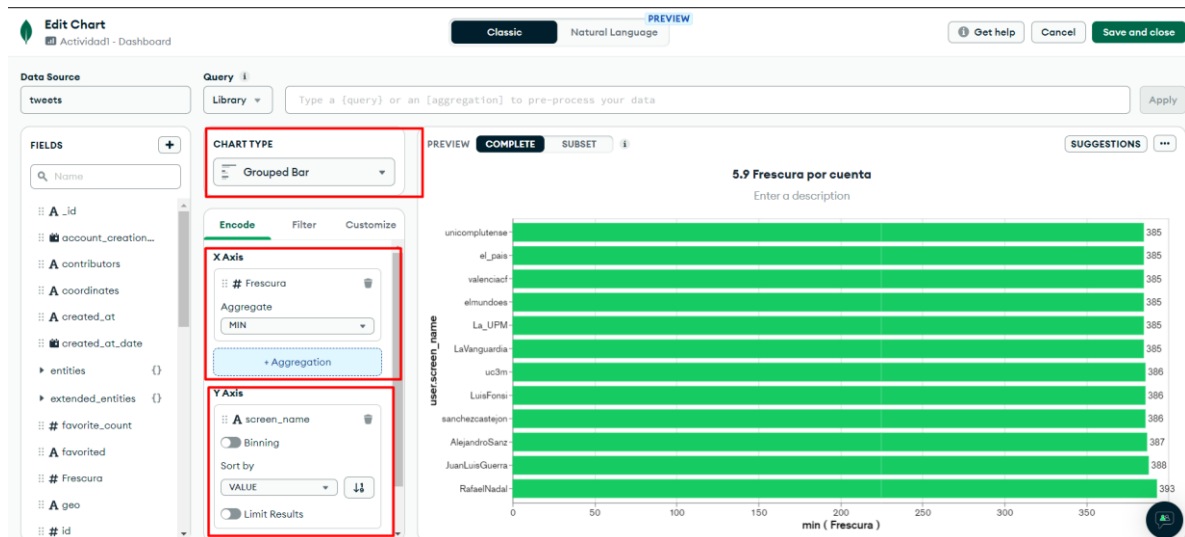 Edit Chart
Actividad1 - Dashboard
Classic
Natural Language
PREVIEW
Get help
Cancel
Save and close
Data Source
tweets
Query
Library
Type a {query} or an [aggregation] to pre-process your data
Apply
FIELDS
+
Name
A _id
account_creation...
A contributors
A coordinates
A created_at
created_at_date
entities {}
extended_entities {}
# favorite_count
A favorited
# Frescura
A geo
# id
CHART TYPE
Grouped Bar
Encode
Filter
Customize
X Axis
# Frescura
Aggregate
MIN
+ Aggregation
Y Axis
A screen_name
Binning
Sort by
VALUE
Limit Results
PREVIEW
COMPLETE
SUBSET
SUGGESTIONS
...
5.9 Frescura por cuenta
Enter a description
user.screen_name
unicomplutense 385
el_pais 385
valenciacf 385
elmundoes 385
La_UPM 385
LaVanguardia 385
uc3m 386
LuisFonsi 386
sanchezcastejon 386
AlejandroSanz 387
JuanLuisGuerra 388
RafaelNadal 393
0 50 100 150 200 250 300 350
min ( Frescura )